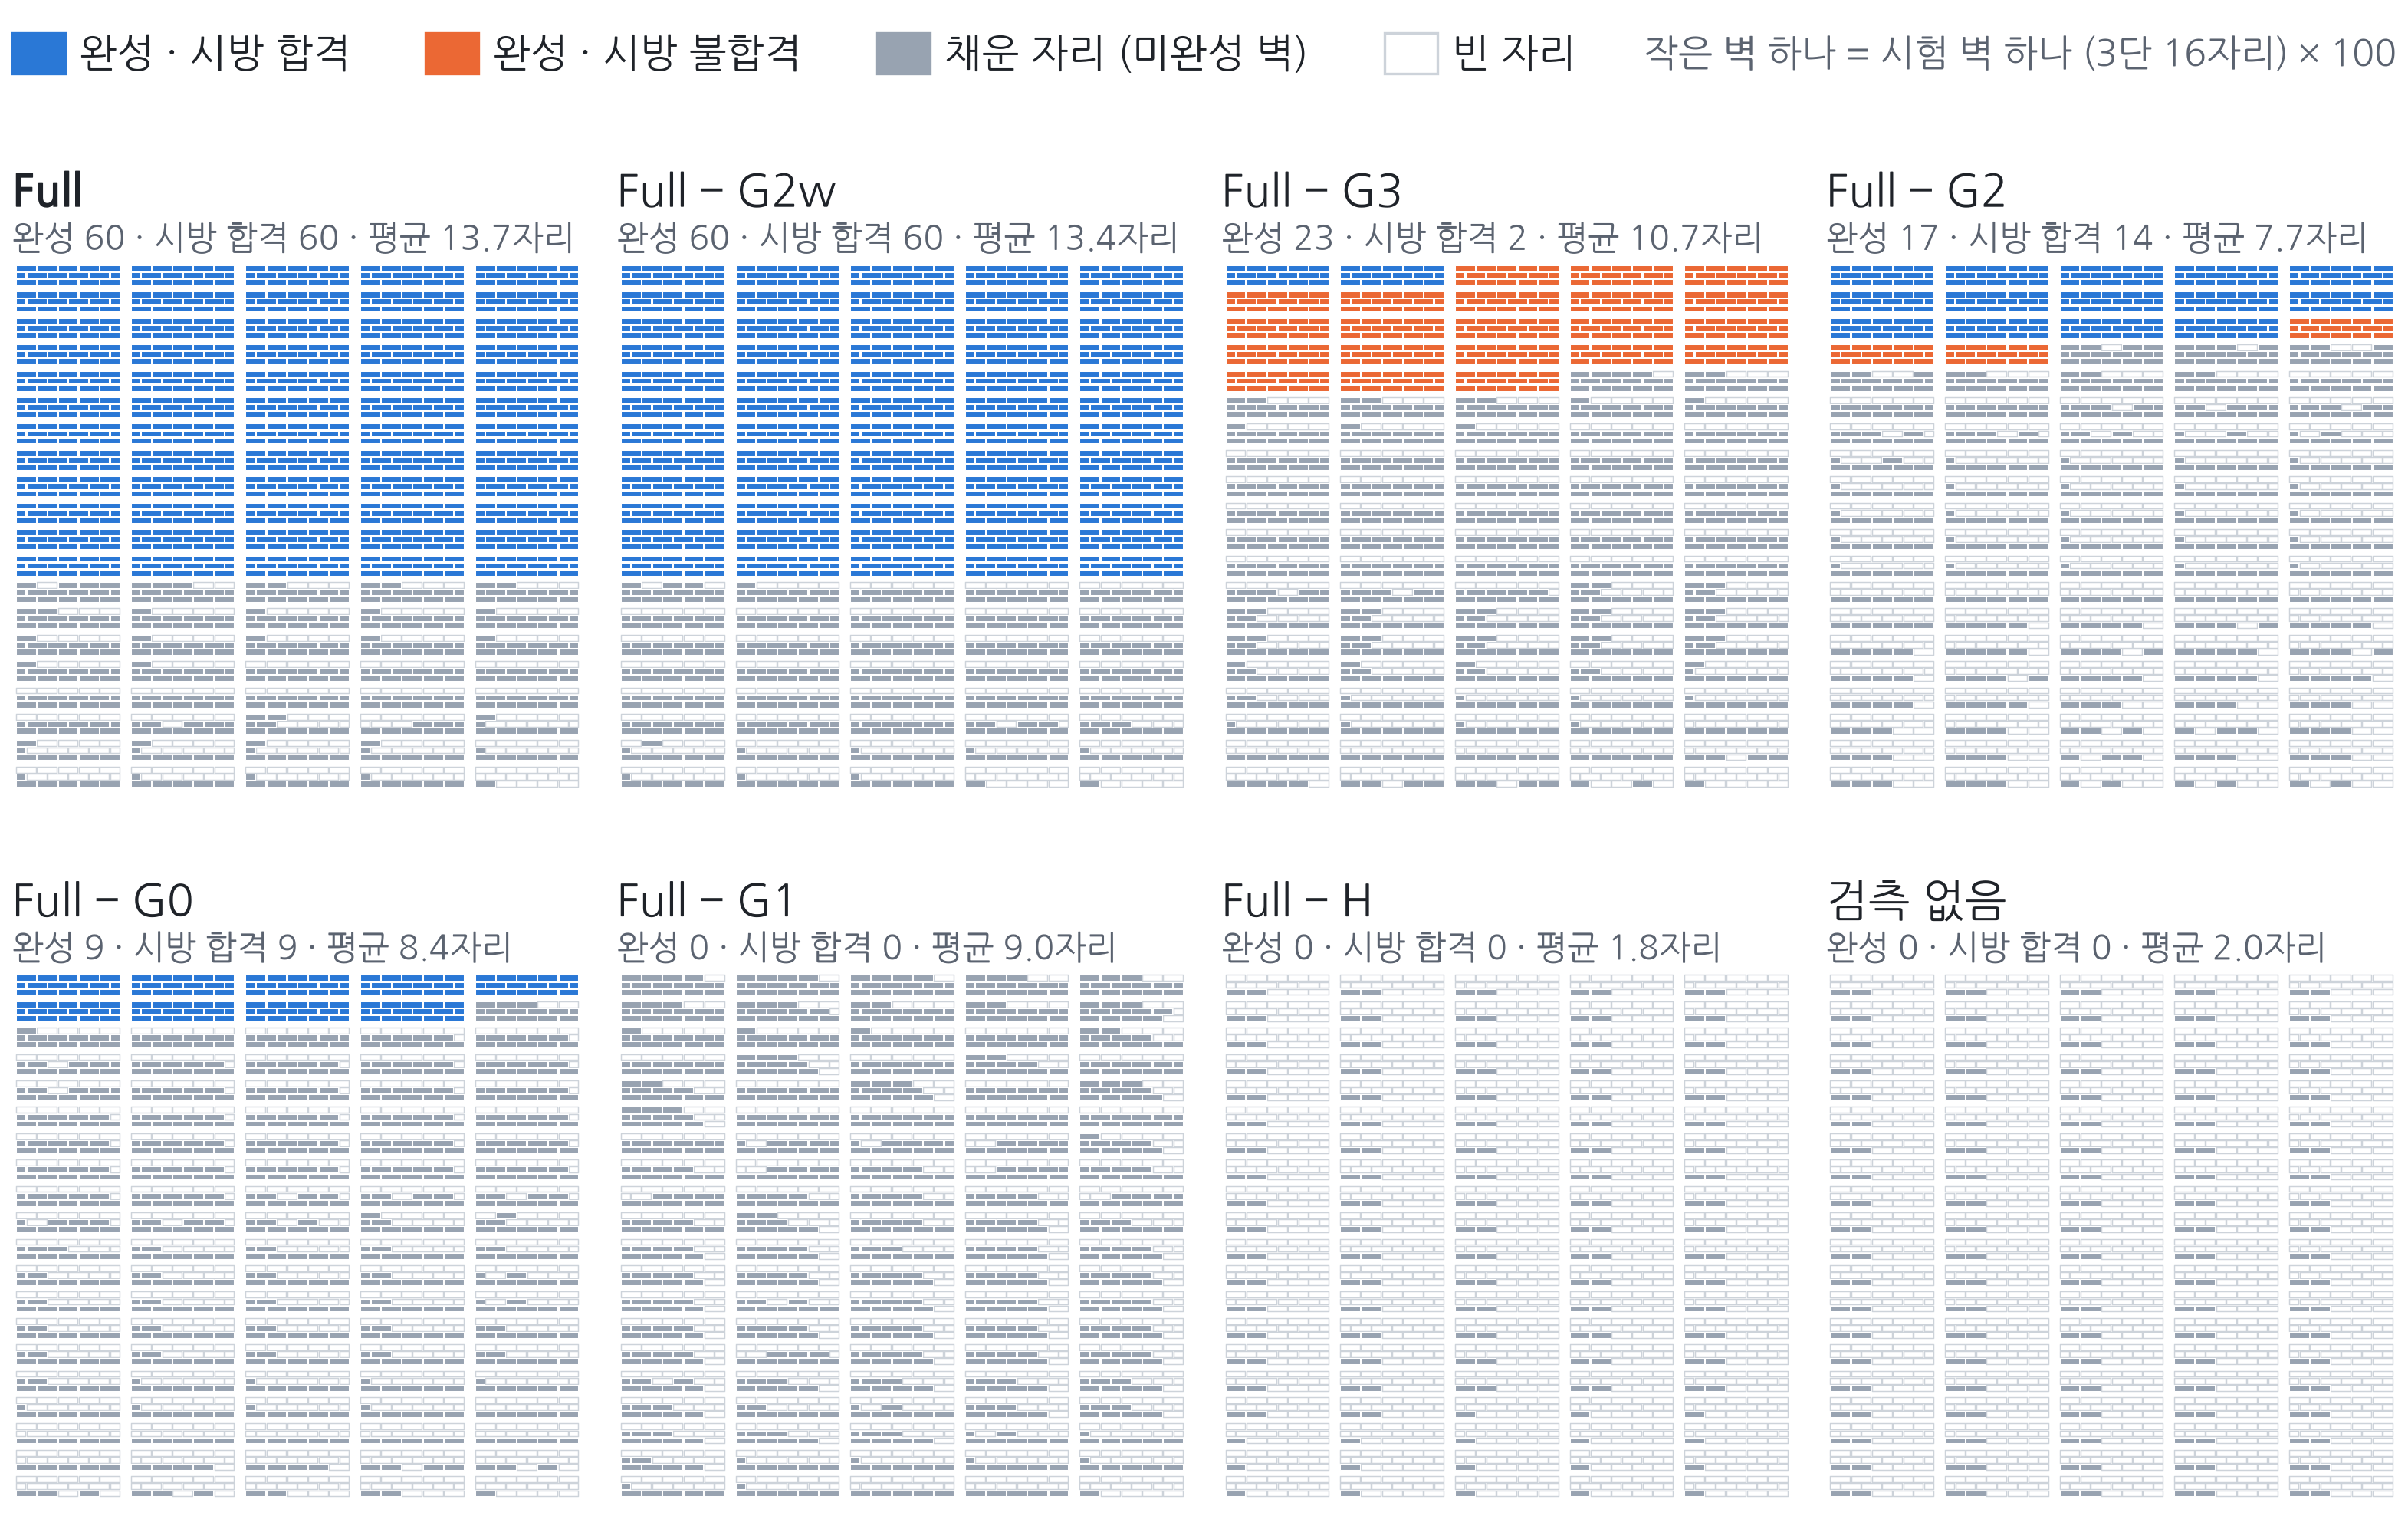 완성 · 시방 합격
완성 · 시방 불합격
채운 자리 (미완성 벽)
빈 자리
작은 벽 하나 = 시험 벽 하나 (3단 16자리) × 100
Full
완성 60 · 시방 합격 60 · 평균 13.7자리
Full − G2w
완성 60 · 시방 합격 60 · 평균 13.4자리
Full − G3
완성 23 · 시방 합격 2 · 평균 10.7자리
Full − G2
완성 17 · 시방 합격 14 · 평균 7.7자리
Full − G0
완성 9 · 시방 합격 9 · 평균 8.4자리
Full − G1
완성 0 · 시방 합격 0 · 평균 9.0자리
Full − H
완성 0 · 시방 합격 0 · 평균 1.8자리
검측 없음
완성 0 · 시방 합격 0 · 평균 2.0자리